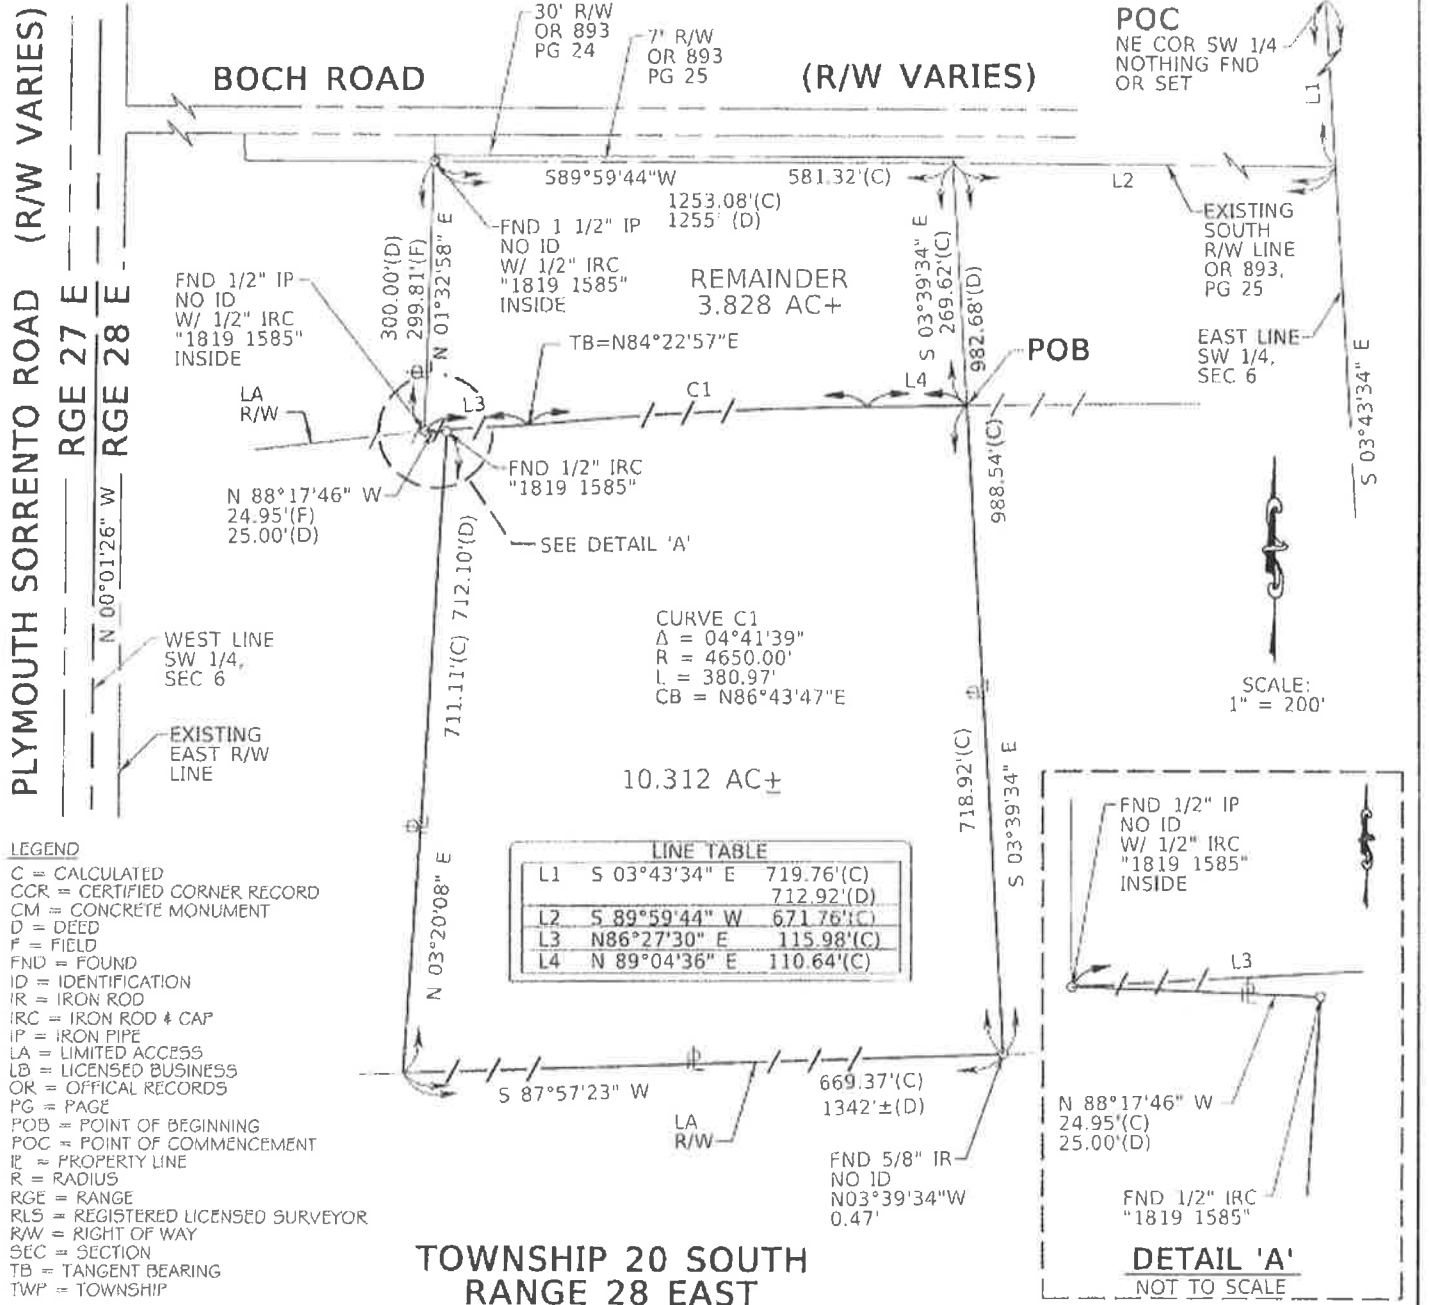 PLYMOUTH SORRENTO ROAD (R/W VARIES)
RGE 27 E
RGE 28 E
N 00°01'26" W
BOCH ROAD (R/W VARIES)
30' R/W
OR 893
PG 24
7' R/W
OR 893
PG 25
POC
NE COR SW 1/4
NOTHING FND
OR SET
L1
S89°59'44"W 581.32'(C)
1253.08'(C)
1255' (D)
L2
EXISTING
SOUTH
R/W LINE
OR 893,
PG 25
EAST LINE
SW 1/4,
SEC 6
S 03°43'34" E
FND 1 1/2" IP
NO ID
W/ 1/2" IRC
"1819 1585"
INSIDE
FND 1/2" IP
NO ID
W/ 1/2" IRC
"1819 1585"
INSIDE
300.00'(D)
299.81'(F)
N 01°32'58" E
REMAINDER
3.828 AC+
S 03°39'34" E
269.62'(C)
982.68'(D)
TB=N84°22'57"E
POB
LA
R/W
L3
C1
L4
FND 1/2" IRC
"1819 1585"
N 88°17'46" W
24.95'(F)
25.00'(D)
SEE DETAIL 'A'
988.54'(C)
711.11'(C) 712.10'(D)
WEST LINE
SW 1/4,
SEC 6
EXISTING
EAST R/W
LINE
CURVE C1
Δ = 04°41'39"
R = 4650.00'
L = 380.97'
CB = N86°43'47"E
SCALE:
1" = 200'
10.312 AC±
718.92'(C)
S 03°39'34" E
N 03°20'08" E
LINE TABLE
L1 S 03°43'34" E 719.76'(C)
712.92'(D)
L2 S 89°59'44" W 671.76'(C)
L3 N86°27'30" E 115.98'(C)
L4 N 89°04'36" E 110.64'(C)
S 87°57'23" W
669.37'(C)
1342'±(D)
LA
R/W
FND 5/8" IR
NO ID
N03°39'34"W
0.47'
LEGEND
C = CALCULATED
CCR = CERTIFIED CORNER RECORD
CM = CONCRETE MONUMENT
D = DEED
F = FIELD
FND = FOUND
ID = IDENTIFICATION
IR = IRON ROD
IRC = IRON ROD & CAP
IP = IRON PIPE
LA = LIMITED ACCESS
LB = LICENSED BUSINESS
OR = OFFICAL RECORDS
PG = PAGE
POB = POINT OF BEGINNING
POC = POINT OF COMMENCEMENT
PL = PROPERTY LINE
R = RADIUS
RGE = RANGE
RLS = REGISTERED LICENSED SURVEYOR
R/W = RIGHT OF WAY
SEC = SECTION
TB = TANGENT BEARING
TWP = TOWNSHIP
FND 1/2" IP
NO ID
W/ 1/2" IRC
"1819 1585"
INSIDE
L3
PL
N 88°17'46" W
24.95'(C)
25.00'(D)
FND 1/2" IRC
"1819 1585"
DETAIL 'A'
NOT TO SCALE
TOWNSHIP 20 SOUTH
RANGE 28 EAST